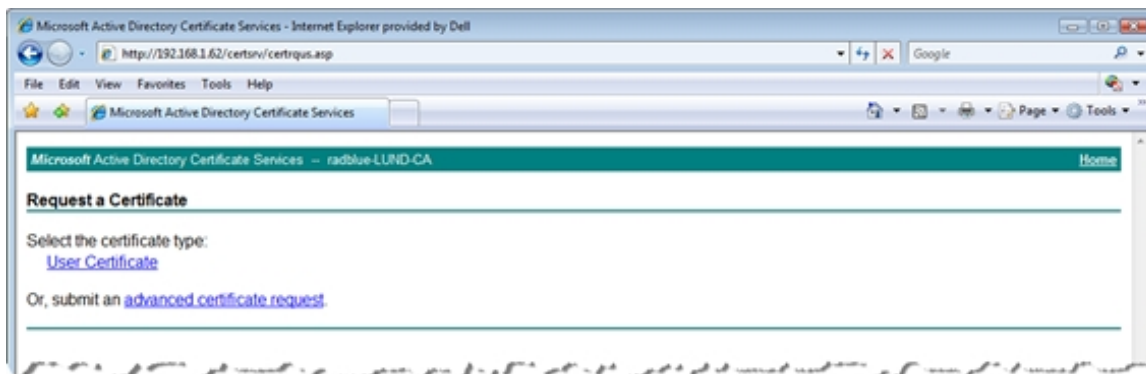 Microsoft Active Directory Certificate Services - Internet Explorer provided by Dell
http://192.168.1.62/certsrv/certrqus.asp
Google
File Edit View Favorites Tools Help
Microsoft Active Directory Certificate Services
Page Tools
Microsoft Active Directory Certificate Services -- radblue-LUND-CA
Home
Request a Certificate
Select the certificate type:
User Certificate
Or, submit an advanced certificate request.